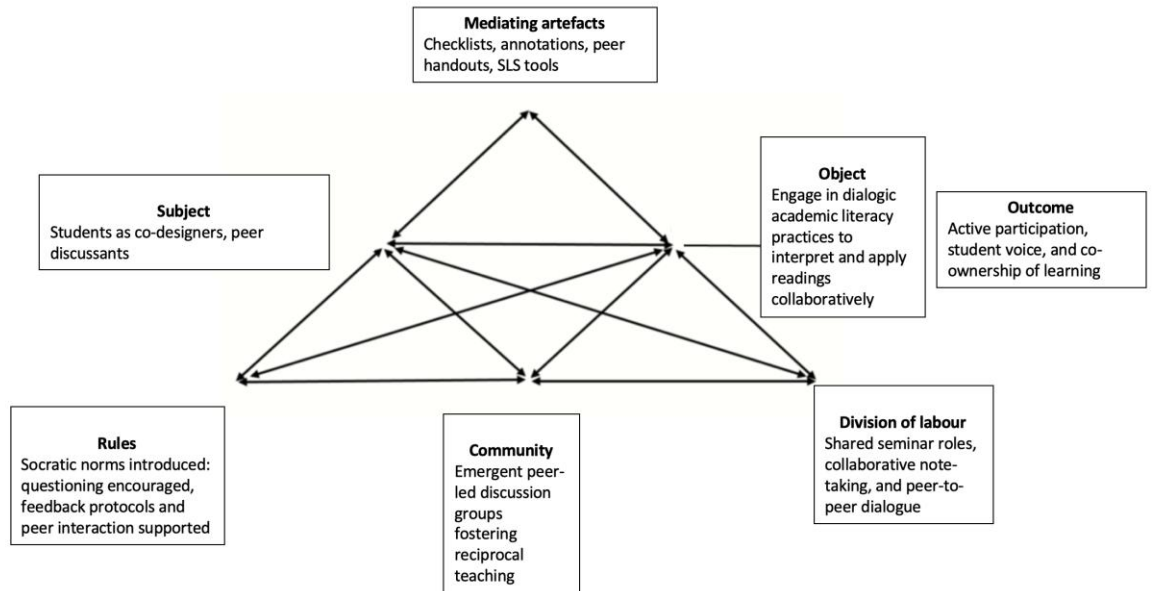 Mediating artefacts
Checklists, annotations, peer
handouts, SLS tools
Subject
Students as co-designers, peer
discussants
Object
Engage in dialogic
academic literacy
practices to
interpret and apply
readings
collaboratively
Outcome
Active participation,
student voice, and co-
ownership of learning
Rules
Socratic norms introduced:
questioning encouraged,
feedback protocols and
peer interaction supported
Community
Emergent peer-
led discussion
groups
fostering
reciprocal
teaching
Division of labour
Shared seminar roles,
collaborative note-
taking, and peer-to-
peer dialogue